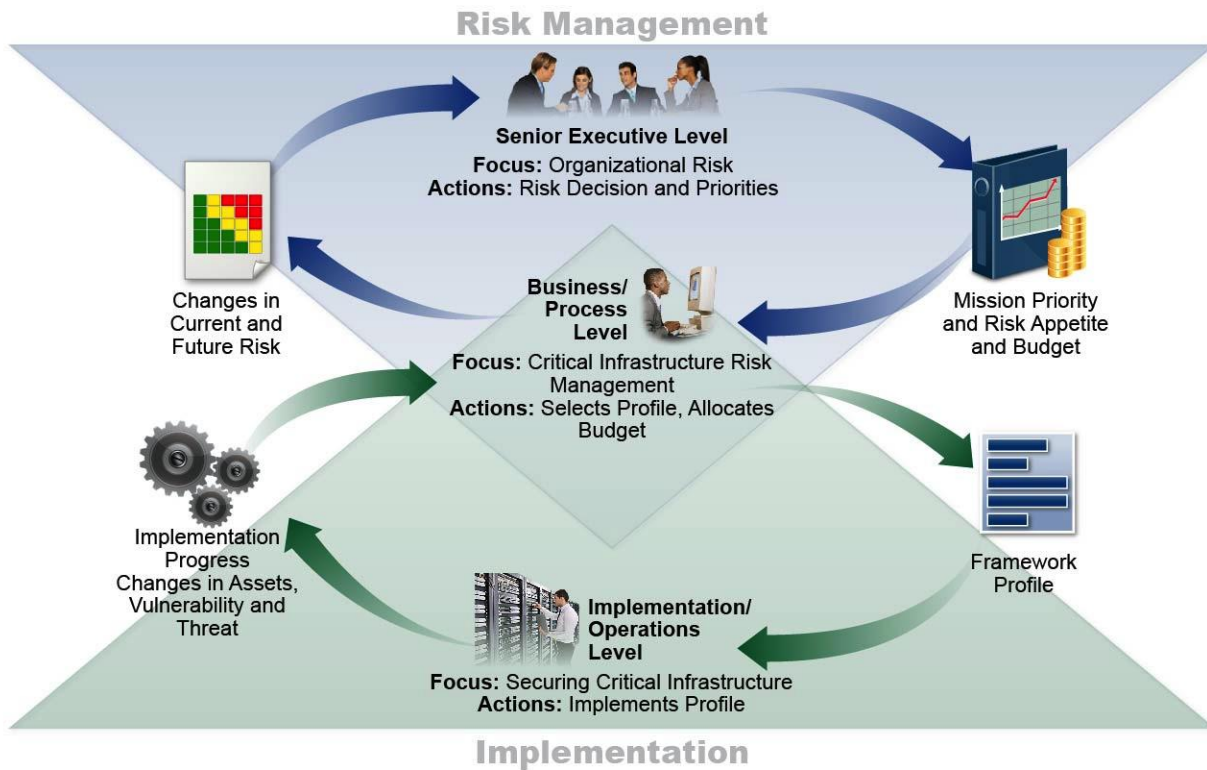 Risk Management
Senior Executive Level
Focus: Organizational Risk
Actions: Risk Decision and Priorities
Changes in
Current and
Future Risk
Mission Priority
and Risk Appetite
and Budget
Business/
Process
Level
Focus: Critical Infrastructure Risk
Management
Actions: Selects Profile, Allocates
Budget
Implementation
Progress
Changes in Assets,
Vulnerability and
Threat
Framework
Profile
Implementation/
Operations
Level
Focus: Securing Critical Infrastructure
Actions: Implements Profile
Implementation